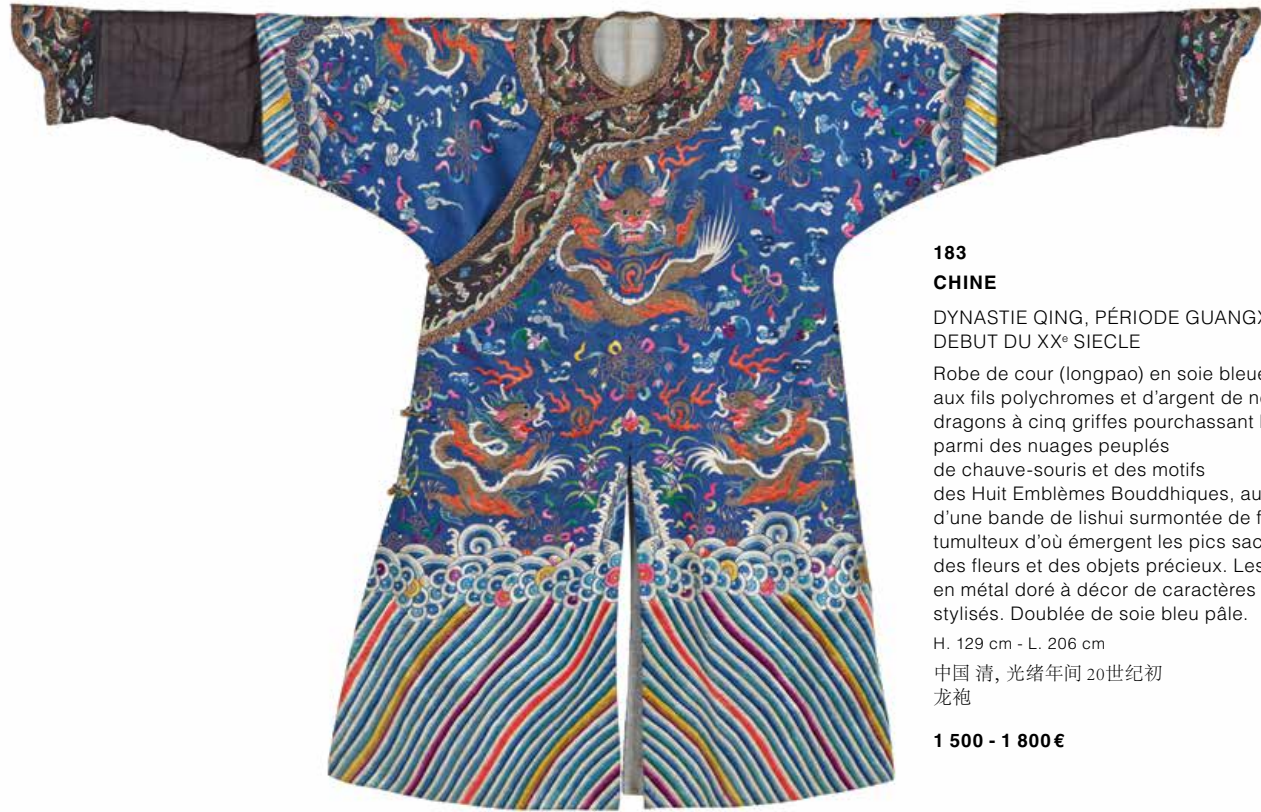 183
CHINE
DYNASTIE QING, PÉRIODE
DEBUT DU XXᵉ SIECLE
Robe de cour (longpao) en soie
aux fils polychromes et d'argent de
dragons à cinq griffes pourchassant
parmi des nuages peuplés
de chauve-souris et des motifs
des Huit Emblèmes Bouddhiques,
d'une bande de lishui surmontée de
tumulteux d'où émergent les pics
des fleurs et des objets précieux. Les
en métal doré à décor de caractères
stylisés. Doublée de soie bleu pâle.
H. 129 cm - L. 206 cm
中国 清, 光绪年间 20世纪初
龙袍
1 500 - 1 800 €